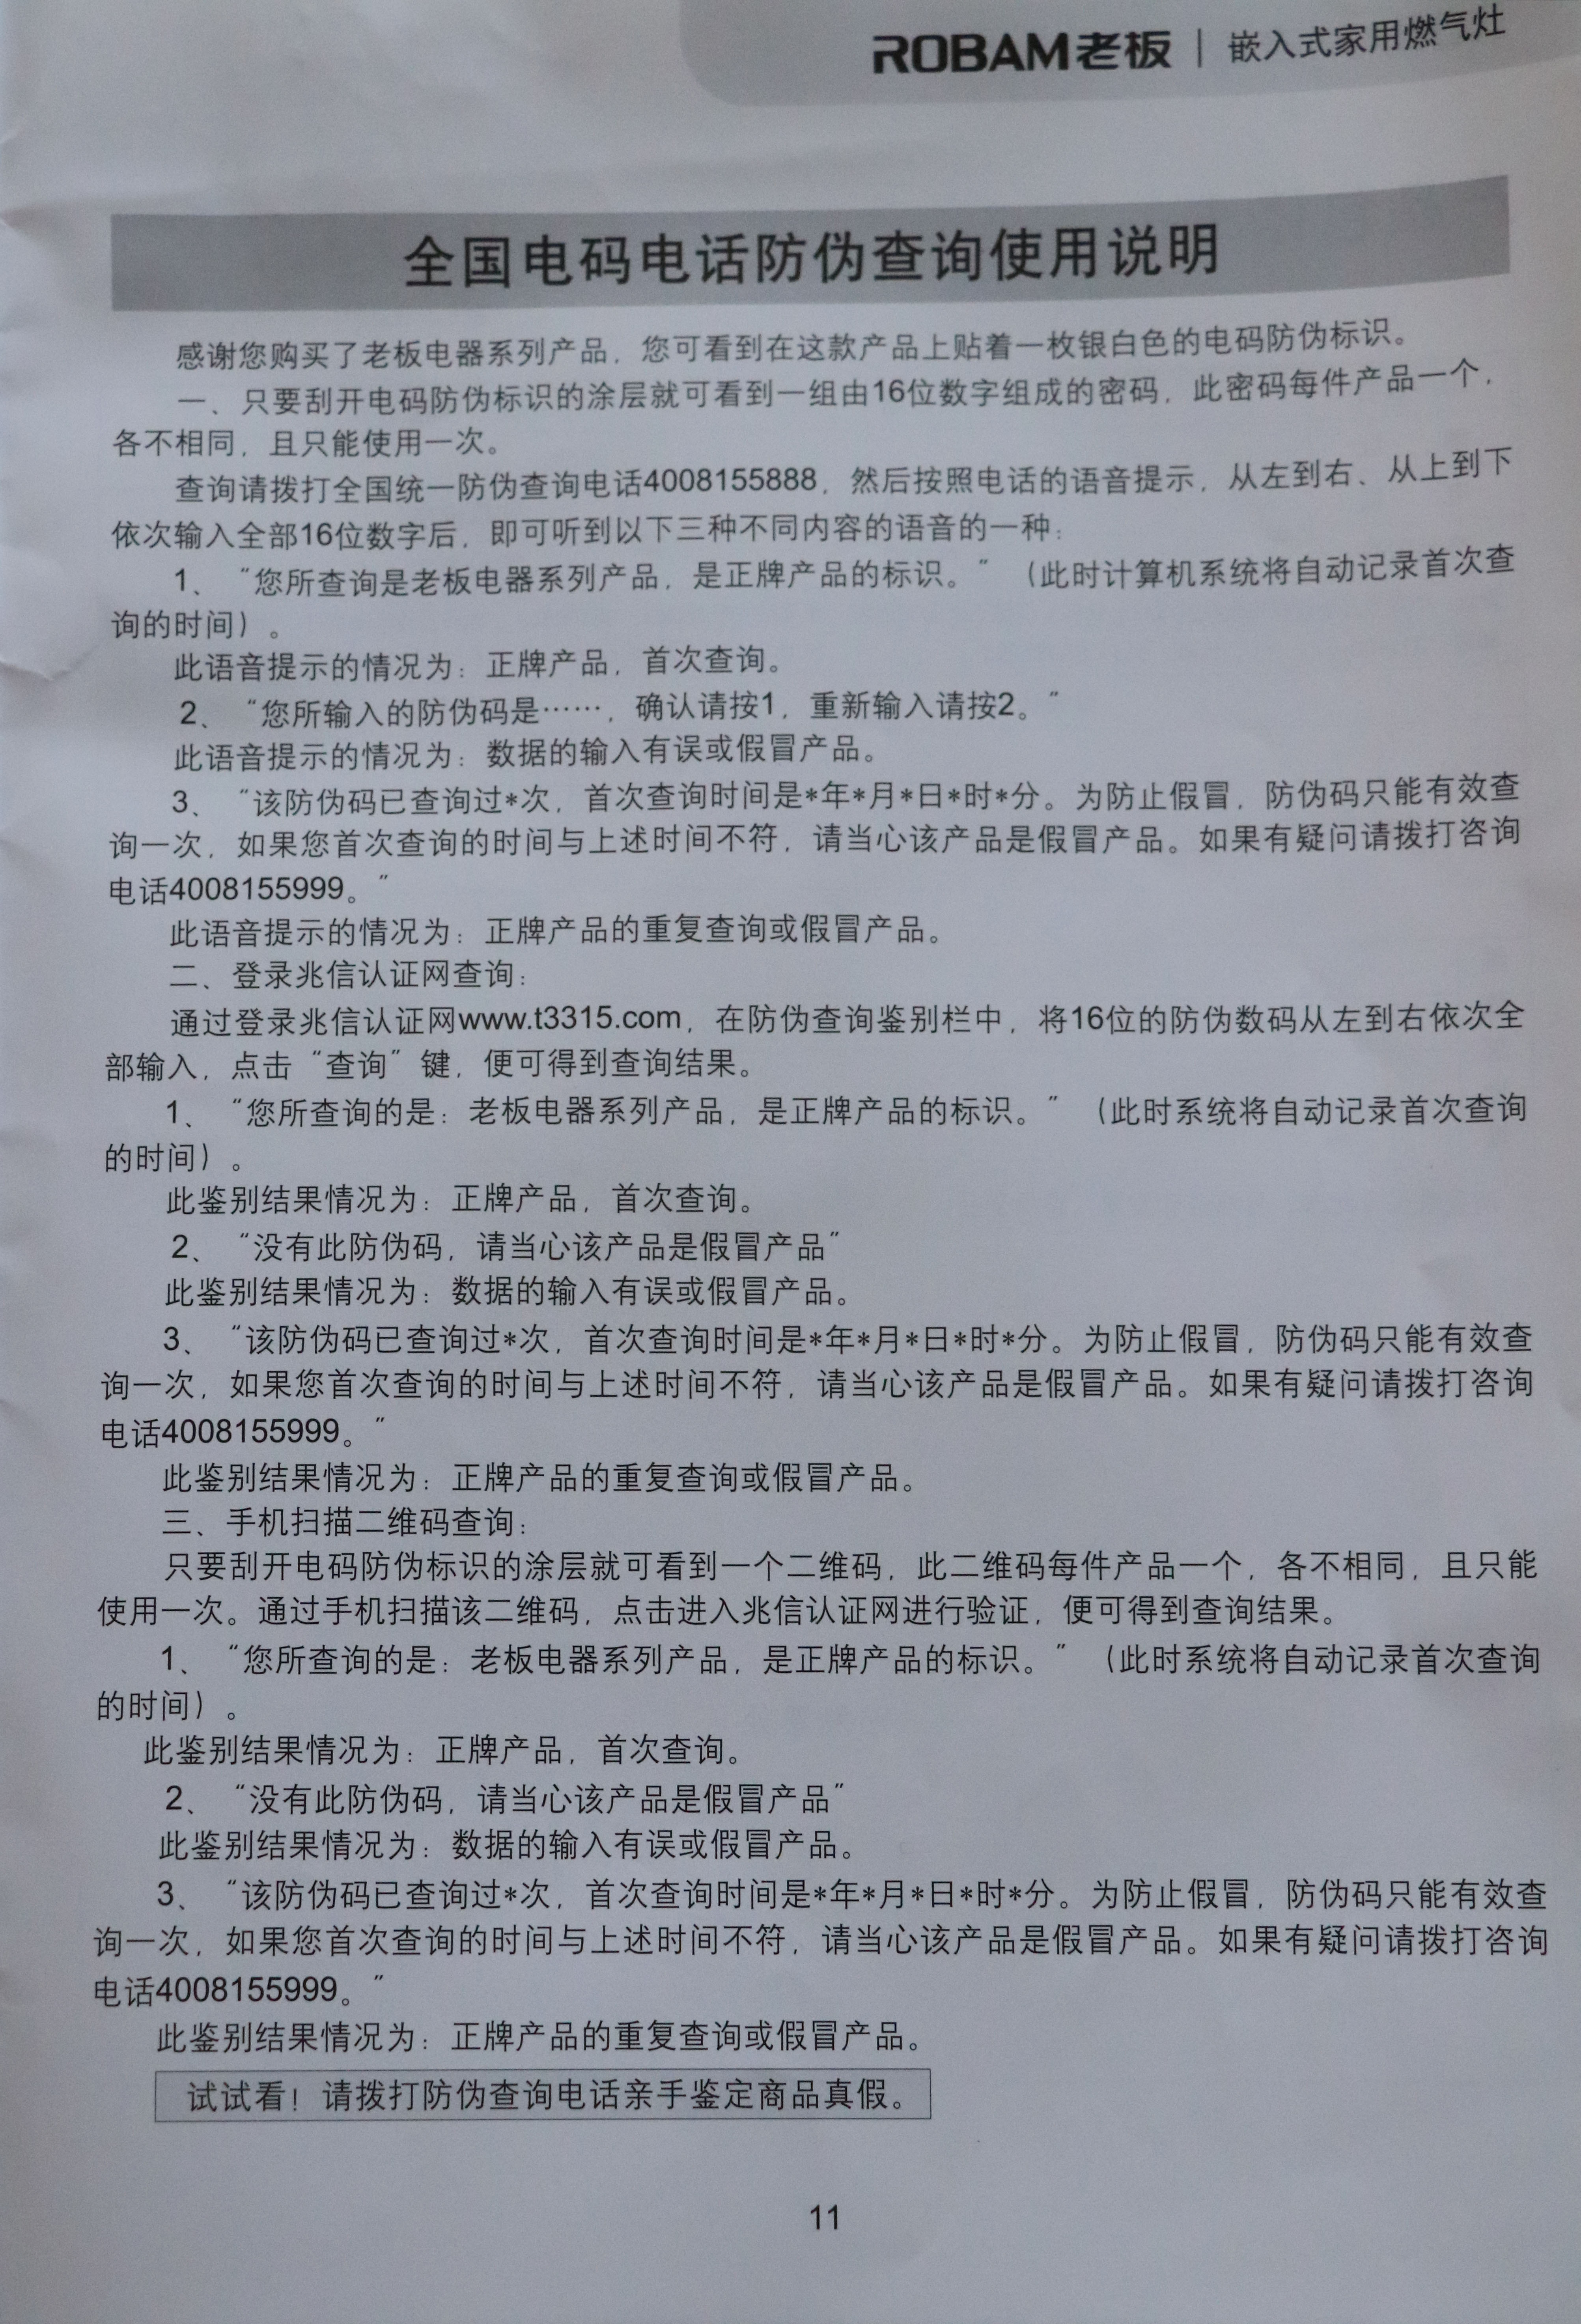 ROBAM老板 | 嵌入式家用燃气灶
全国电码电话防伪查询使用说明
感谢您购买了老板电器系列产品，您可看到在这款产品上贴着一枚银白色的电码防伪标识。
一、只要刮开电码防伪标识的涂层就可看到一组由16位数字组成的密码，此密码每件产品一个，
各不相同，且只能使用一次。
查询请拨打全国统一防伪查询电话4008155888，然后按照电话的语音提示，从左到右、从上到下
依次输入全部16位数字后，即可听到以下三种不同内容的语音的一种：
1、“您所查询是老板电器系列产品，是正牌产品的标识。”（此时计算机系统将自动记录首次查
询的时间）。
此语音提示的情况为：正牌产品，首次查询。
2、“您所输入的防伪码是……，确认请按1，重新输入请按2。”
此语音提示的情况为：数据的输入有误或假冒产品。
3、“该防伪码已查询过*次，首次查询时间是*年*月*日*时*分。为防止假冒，防伪码只能有效查
询一次，如果您首次查询的时间与上述时间不符，请当心该产品是假冒产品。如果有疑问请拨打咨询
电话4008155999。”
此语音提示的情况为：正牌产品的重复查询或假冒产品。
二、登录兆信认证网查询：
通过登录兆信认证网www.t3315.com，在防伪查询鉴别栏中，将16位的防伪数码从左到右依次全
部输入，点击“查询”键，便可得到查询结果。
1、“您所查询的是：老板电器系列产品，是正牌产品的标识。”（此时系统将自动记录首次查询
的时间）。
此鉴别结果情况为：正牌产品，首次查询。
2、“没有此防伪码，请当心该产品是假冒产品”
此鉴别结果情况为：数据的输入有误或假冒产品。
3、“该防伪码已查询过*次，首次查询时间是*年*月*日*时*分。为防止假冒，防伪码只能有效查
询一次，如果您首次查询的时间与上述时间不符，请当心该产品是假冒产品。如果有疑问请拨打咨询
电话4008155999。”
此鉴别结果情况为：正牌产品的重复查询或假冒产品。
三、手机扫描二维码查询：
只要刮开电码防伪标识的涂层就可看到一个二维码，此二维码每件产品一个，各不相同，且只能
使用一次。通过手机扫描该二维码，点击进入兆信认证网进行验证，便可得到查询结果。
1、“您所查询的是：老板电器系列产品，是正牌产品的标识。”（此时系统将自动记录首次查询
的时间）。
此鉴别结果情况为：正牌产品，首次查询。
2、“没有此防伪码，请当心该产品是假冒产品”
此鉴别结果情况为：数据的输入有误或假冒产品。
3、“该防伪码已查询过*次，首次查询时间是*年*月*日*时*分。为防止假冒，防伪码只能有效查
询一次，如果您首次查询的时间与上述时间不符，请当心该产品是假冒产品。如果有疑问请拨打咨询
电话4008155999。”
此鉴别结果情况为：正牌产品的重复查询或假冒产品。
试试看！请拨打防伪查询电话亲手鉴定商品真假。
11